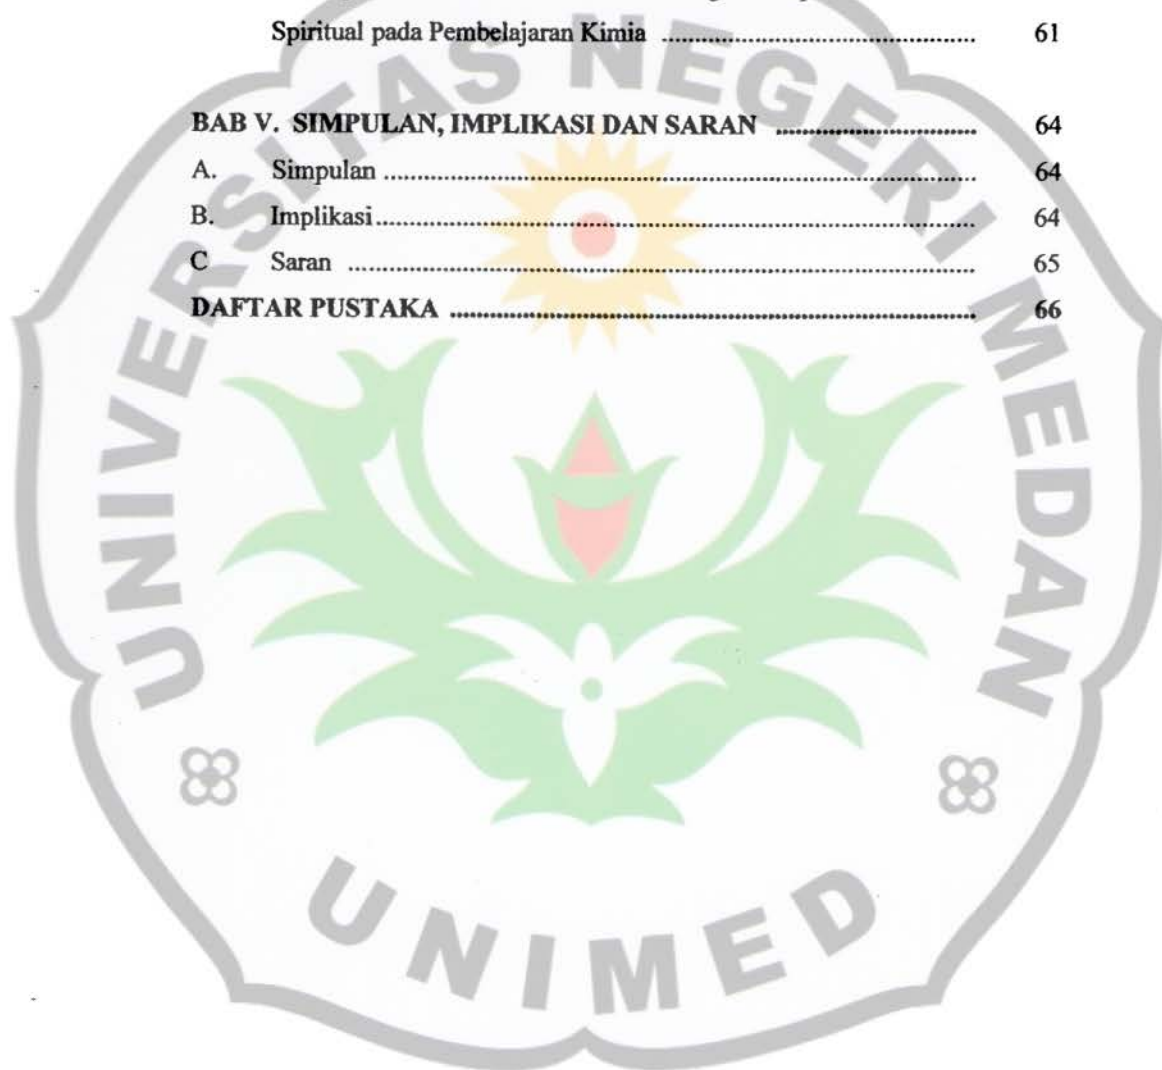 Spiritual pada Pembelajaran Kimia ................................................ 61
BAB V. SIMPULAN, IMPLIKASI DAN SARAN .............................. 64
A. Simpulan ........................................................................................... 64
B. Implikasi ............................................................................................ 64
C Saran ................................................................................................. 65
DAFTAR PUSTAKA ................................................................................ 66
UNIVERSITAS NEGERI MEDAN
UNIMED